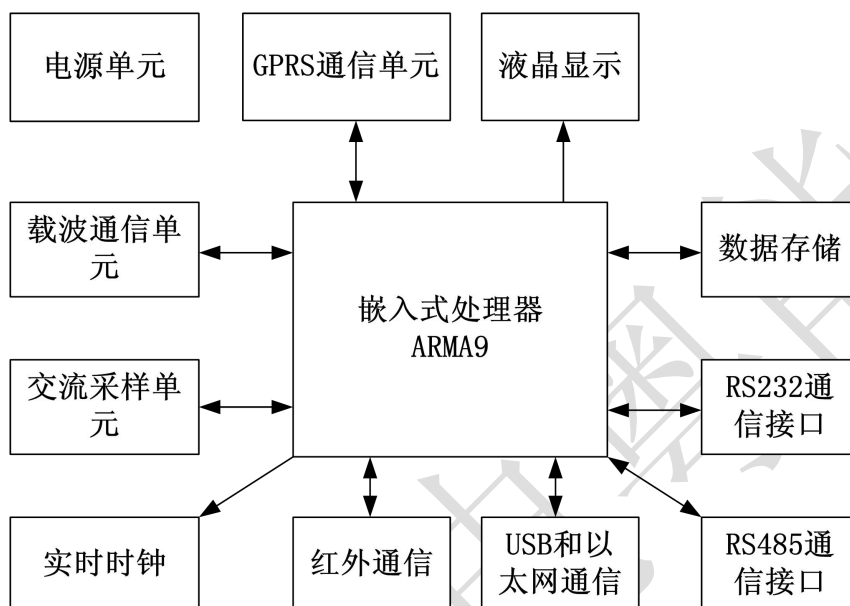 电源单元
GPRS通信单元
液晶显示
载波通信单
元
嵌入式处理器
ARMA9
数据存储
交流采样单
元
RS232通
信接口
实时时钟
红外通信
USB和以
太网通信
RS485通
信接口